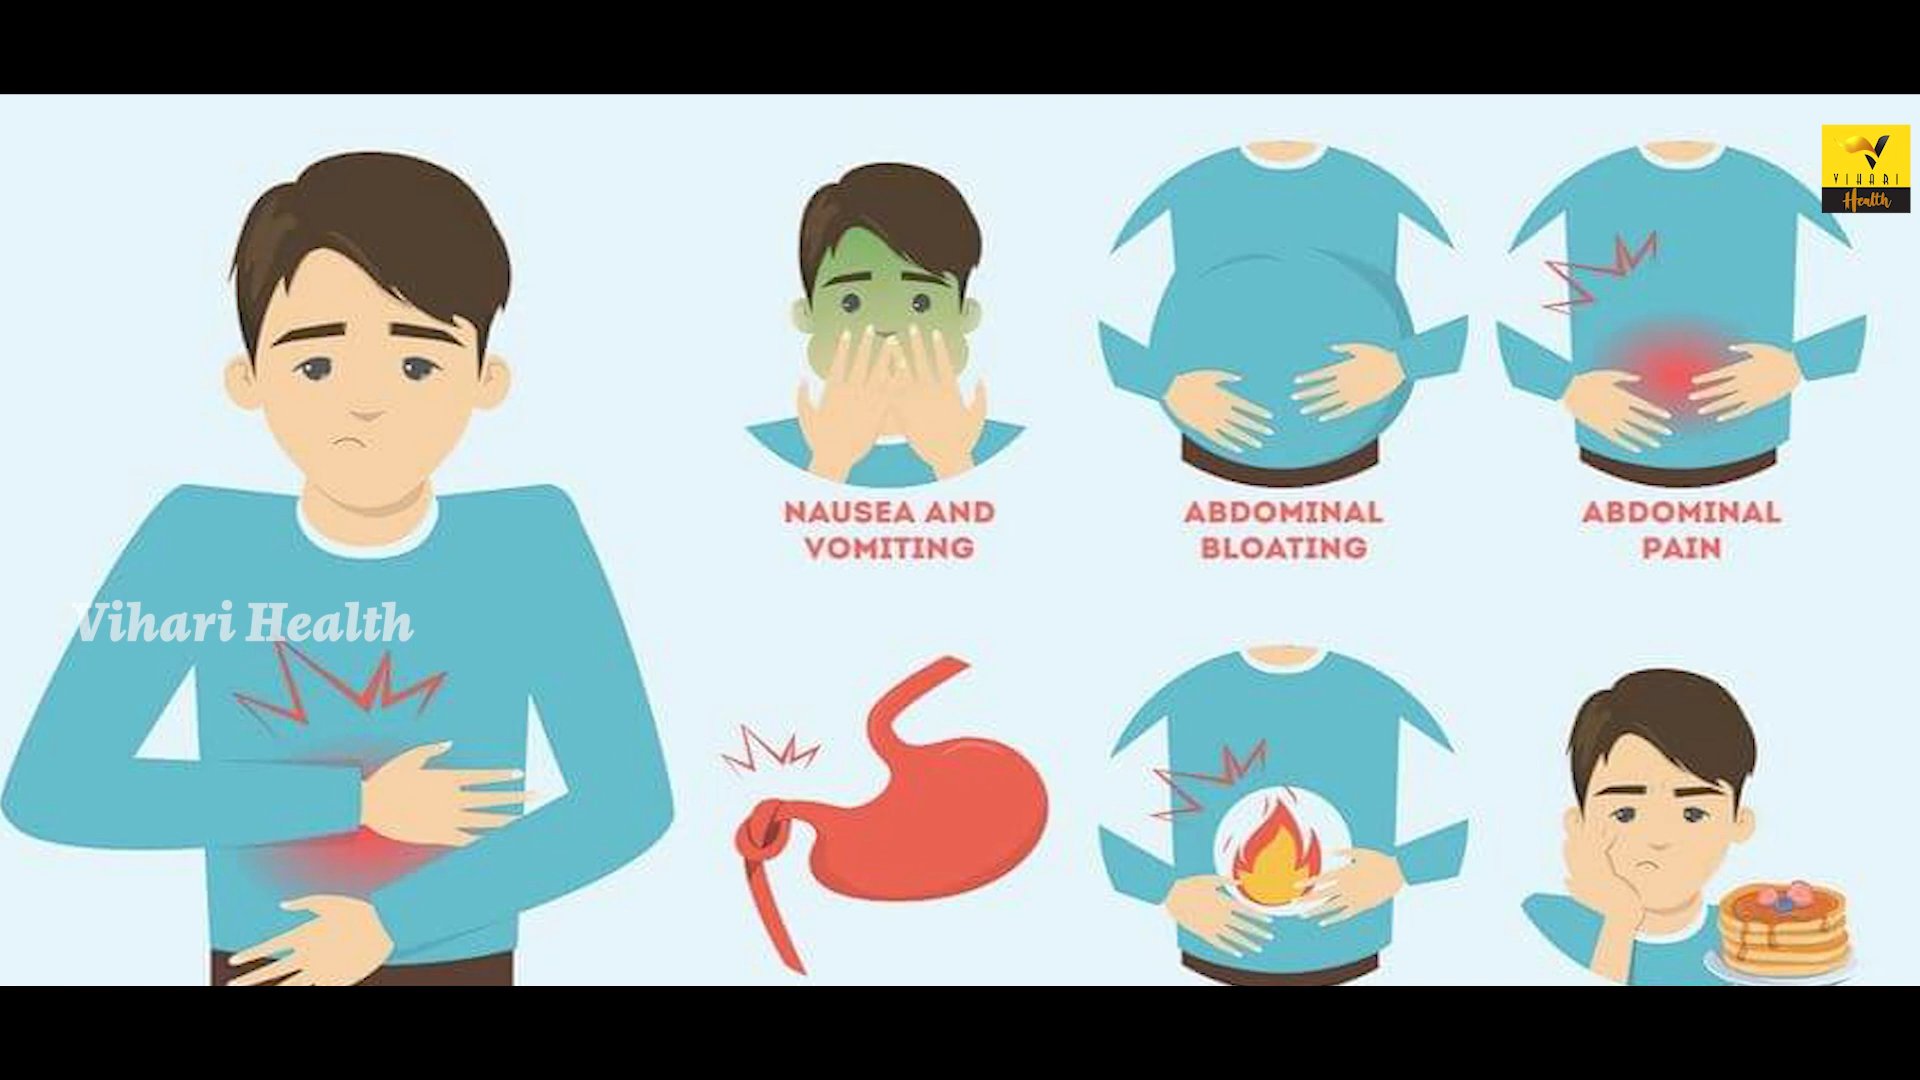 VIHARI
Health
NAUSEA AND
VOMITING
ABDOMINAL
BLOATING
ABDOMINAL
PAIN
Vihari Health